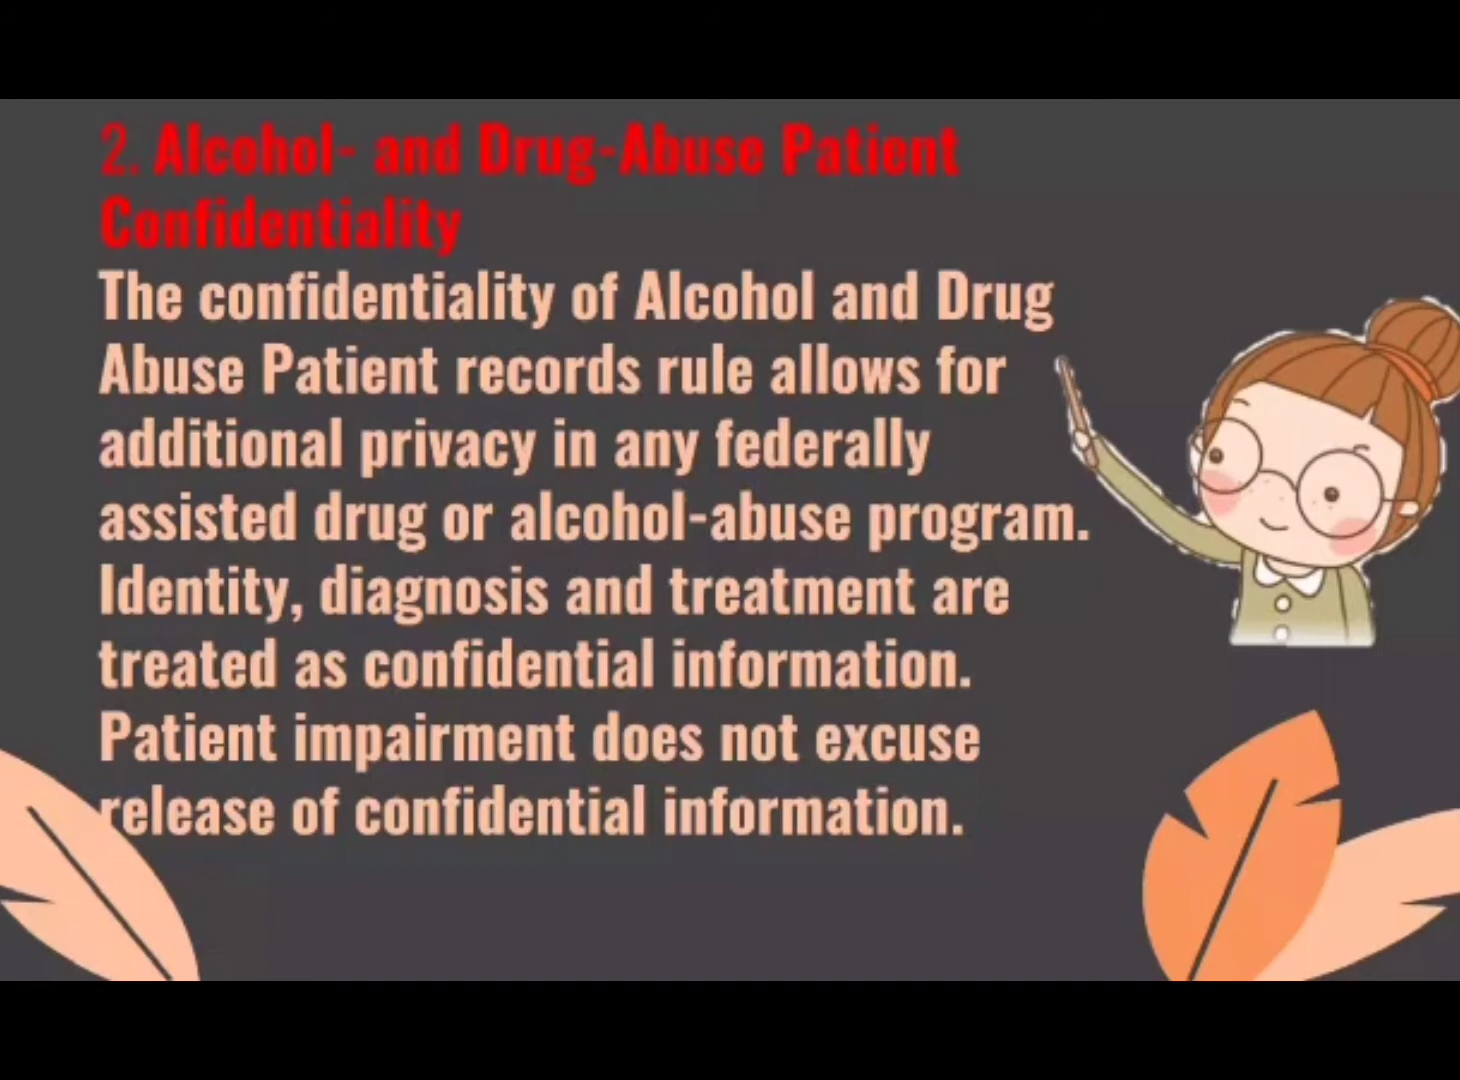 2. Alcohol- and Drug-Abuse Patient
Confidentiality
The confidentiality of Alcohol and Drug
Abuse Patient records rule allows for
additional privacy in any federally
assisted drug or alcohol-abuse program.
Identity, diagnosis and treatment are
treated as confidential information.
Patient impairment does not excuse
release of confidential information.